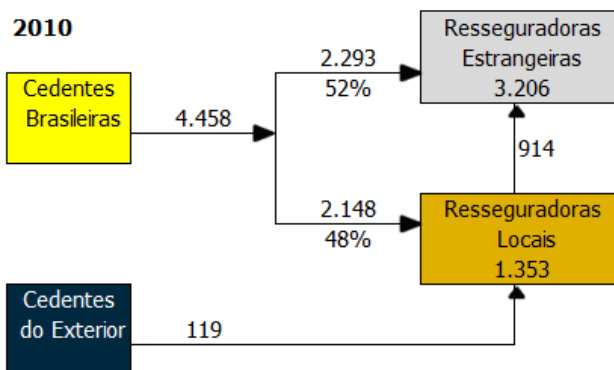 2010
Cedentes
Brasileiras
4.458
2.293
52%
Resseguradoras
Estrangeiras
3.206
914
2.148
48%
Resseguradoras
Locais
1.353
Cedentes
do Exterior
119